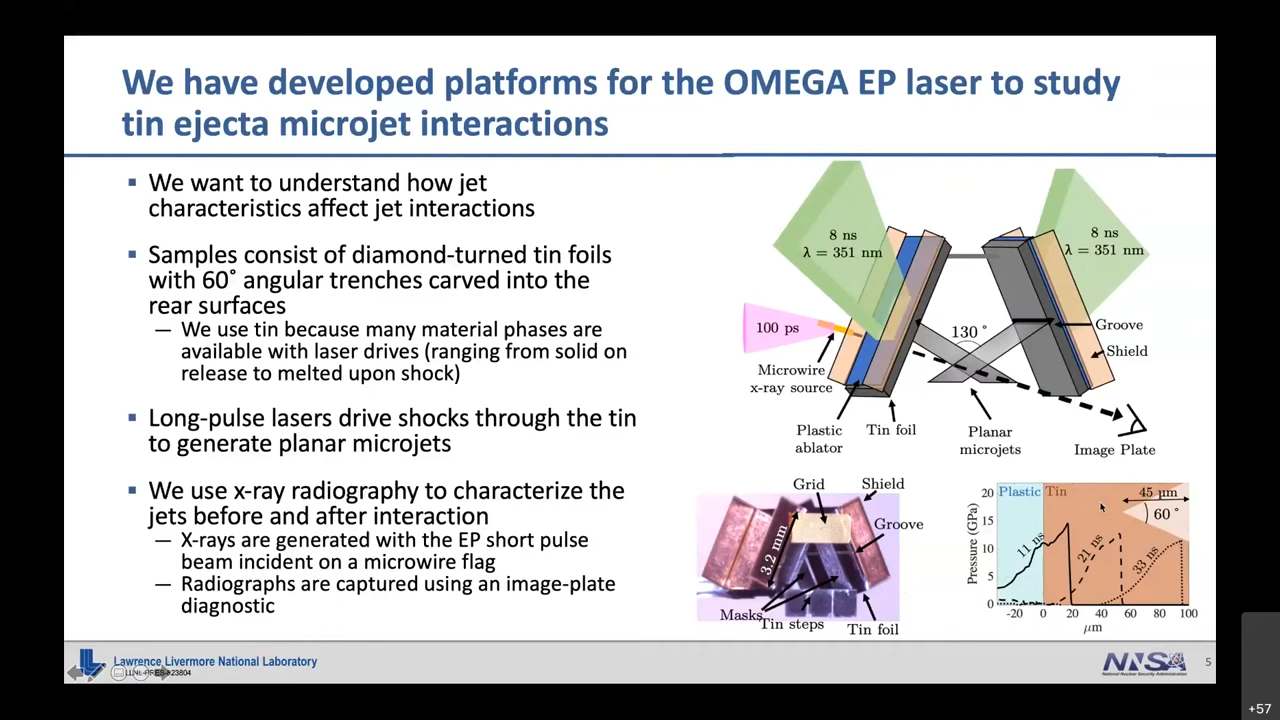 We have developed platforms for the OMEGA EP laser to study
tin ejecta microjet interactions
▪ We want to understand how jet
characteristics affect jet interactions
▪ Samples consist of diamond-turned tin foils
with 60˚ angular trenches carved into the
rear surfaces
— We use tin because many material phases are
available with laser drives (ranging from solid on
release to melted upon shock)
▪ Long-pulse lasers drive shocks through the tin
to generate planar microjets
▪ We use x-ray radiography to characterize the
jets before and after interaction
— X-rays are generated with the EP short pulse
beam incident on a microwire flag
— Radiographs are captured using an image-plate
diagnostic
8 ns
λ = 351 nm
8 ns
λ = 351 nm
100 ps
130 °
Groove
Shield
Microwire
x-ray source
Plastic
ablator
Tin foil
Planar
microjets
Image Plate
Grid
Shield
Groove
3.2 mm
Masks
Tin steps
Tin foil
Plastic
Tin
45 μm
60 °
11 ns
21 ns
33 ns
Pressure (GPa)
20
15
10
5
0
-20
0
20
40
60
80
100
μm
Lawrence Livermore National Laboratory
NNSA
National Nuclear Security Administration
5
+57